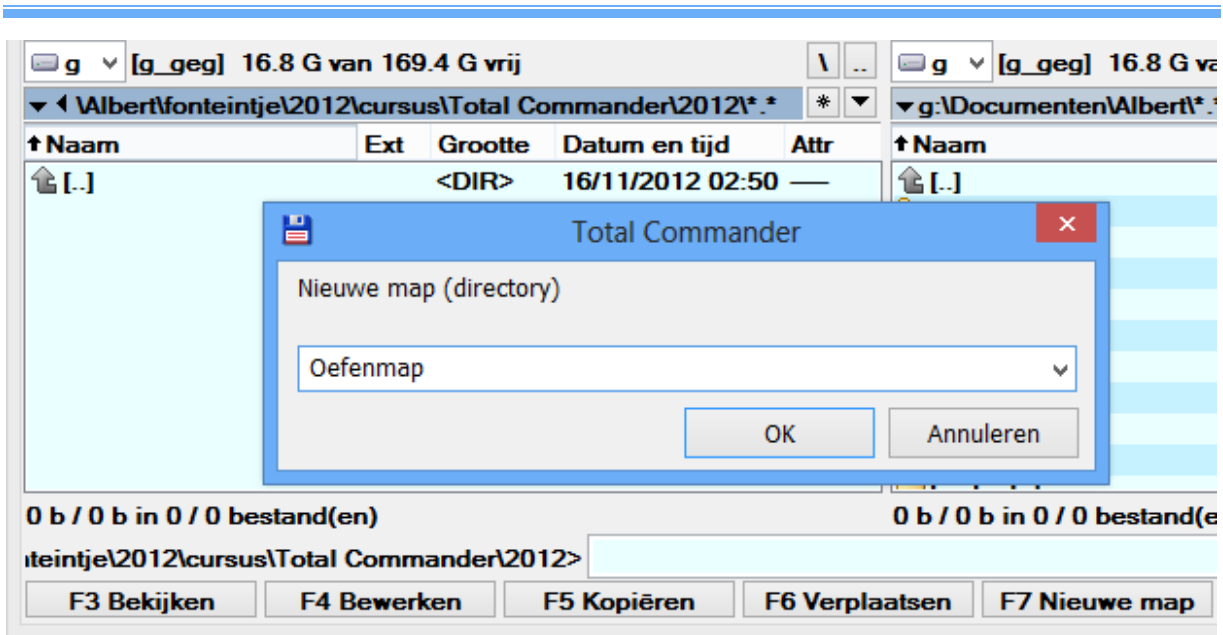 g [g_geg] 16.8 G van 169.4 G vrij \ .. g [g_geg] 16.8 G va
\Albert\fonteintje\2012\cursus\Total Commander\2012\*.* * g:\Documenten\Albert\*.*
Naam Ext Grootte Datum en tijd Attr Naam
[..] <DIR> 16/11/2012 02:50 — [..]
Total Commander
Nieuwe map (directory)
Oefenmap
OK Annuleren
0 b / 0 b in 0 / 0 bestand(en) 0 b / 0 b in 0 / 0 bestand(e
nteintje\2012\cursus\Total Commander\2012>
F3 Bekijken F4 Bewerken F5 Kopiëren F6 Verplaatsen F7 Nieuwe map